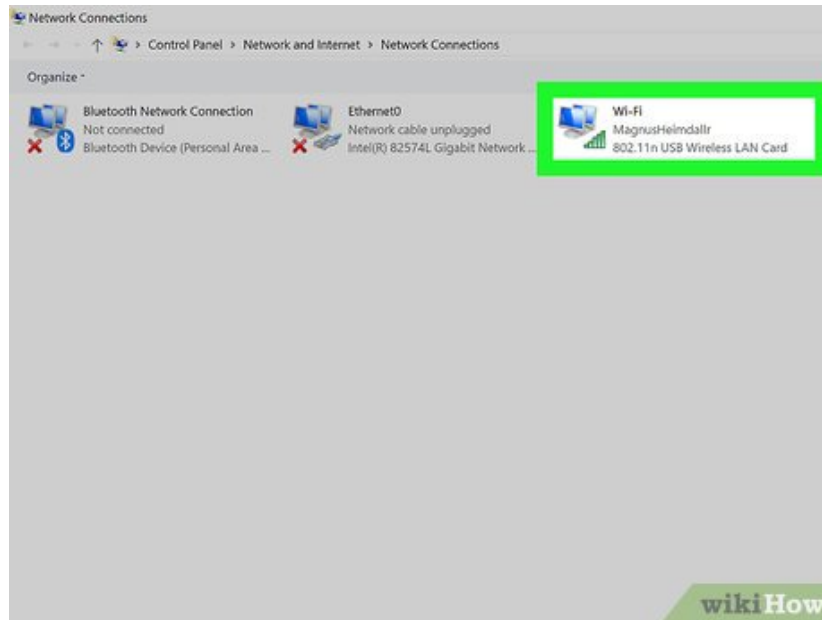 Network Connections
Control Panel > Network and Internet > Network Connections
Organize
Bluetooth Network Connection
Not connected
Bluetooth Device (Personal Area ...
Ethernet0
Network cable unplugged
Intel(R) 82574L Gigabit Network ...
Wi-Fi
MagnusHeimdallr
802.11n USB Wireless LAN Card
wikiHow